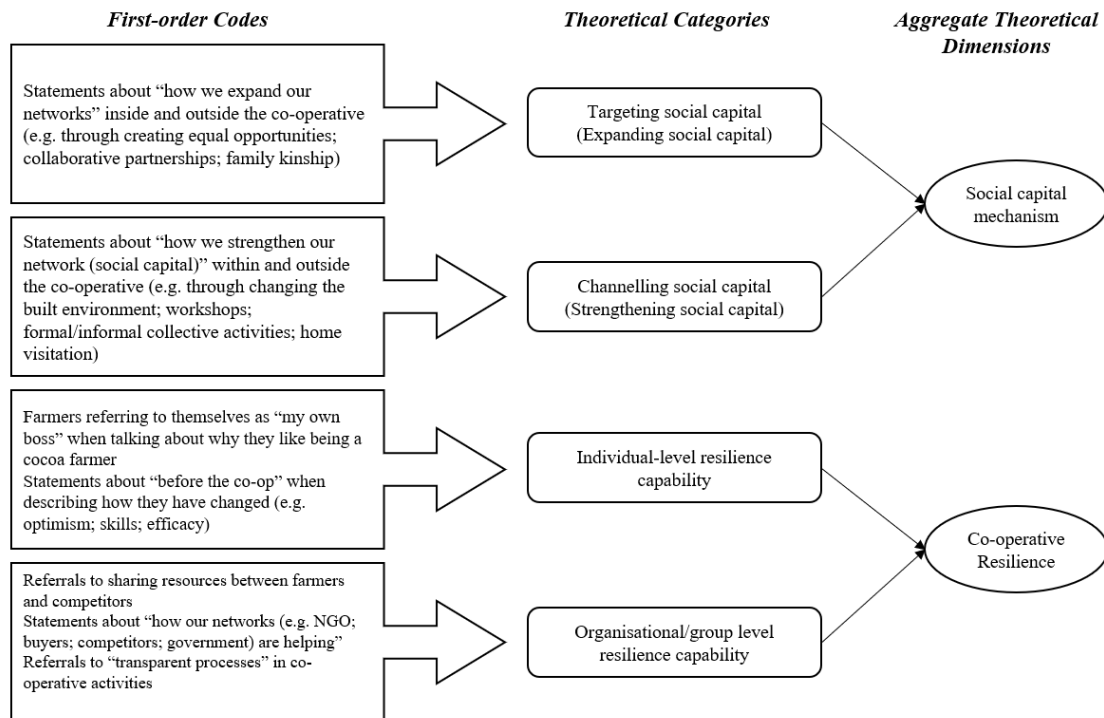 First-order Codes
Theoretical Categories
Aggregate Theoretical
Dimensions
Statements about “how we expand our
networks” inside and outside the co-operative
(e.g. through creating equal opportunities;
collaborative partnerships; family kinship)
Targeting social capital
(Expanding social capital)
Social capital
mechanism
Statements about “how we strengthen our
network (social capital)” within and outside
the co-operative (e.g. through changing the
built environment; workshops;
formal/informal collective activities; home
visitation)
Channelling social capital
(Strengthening social capital)
Farmers referring to themselves as “my own
boss” when talking about why they like being a
cocoa farmer
Statements about “before the co-op” when
describing how they have changed (e.g.
optimism; skills; efficacy)
Individual-level resilience
capability
Co-operative
Resilience
Referrals to sharing resources between farmers
and competitors
Statements about “how our networks (e.g. NGO;
buyers; competitors; government) are helping”
Referrals to “transparent processes” in co-
operative activities
Organisational/group level
resilience capability